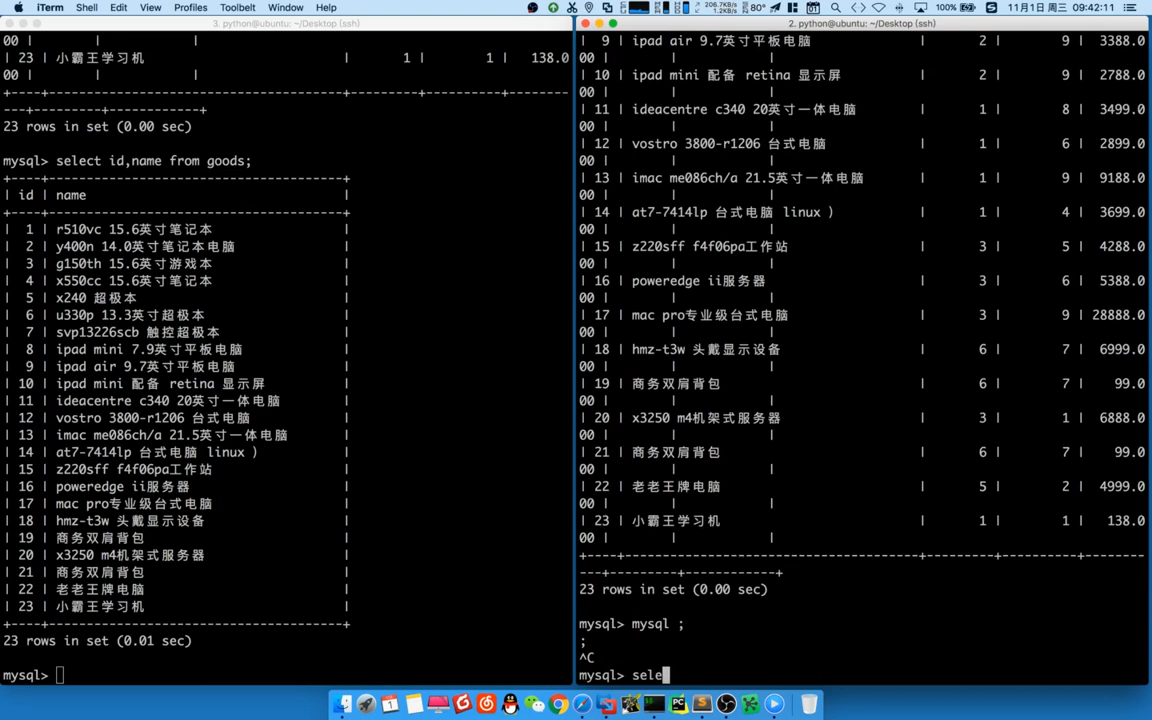 iTerm Shell Edit View Profiles Toolbelt Window Help 206.7KB/s 1.2KB/s 80° 100% 11月1日 周三 09:42:11
3. python@ubuntu: ~/Desktop (ssh)
00 | | |
| 23 | 小霸王学习机 | 1 | 1 | 138.0
00 | | |
+----+---------------------------------------+---------+----------+--------
---+---------+------------+
23 rows in set (0.00 sec)
mysql> select id,name from goods;
+----+---------------------------------------+
| id | name |
+----+---------------------------------------+
| 1 | r510vc 15.6英寸笔记本 |
| 2 | y400n 14.0英寸笔记本电脑 |
| 3 | g150th 15.6英寸游戏本 |
| 4 | x550cc 15.6英寸笔记本 |
| 5 | x240 超极本 |
| 6 | u330p 13.3英寸超极本 |
| 7 | svp13226scb 触控超极本 |
| 8 | ipad mini 7.9英寸平板电脑 |
| 9 | ipad air 9.7英寸平板电脑 |
| 10 | ipad mini 配备 retina 显示屏 |
| 11 | ideacentre c340 20英寸一体电脑 |
| 12 | vostro 3800-r1206 台式电脑 |
| 13 | imac me086ch/a 21.5英寸一体电脑 |
| 14 | at7-7414lp 台式电脑 linux ) |
| 15 | z220sff f4f06pa工作站 |
| 16 | poweredge ii服务器 |
| 17 | mac pro专业级台式电脑 |
| 18 | hmz-t3w 头戴显示设备 |
| 19 | 商务双肩背包 |
| 20 | x3250 m4机架式服务器 |
| 21 | 商务双肩背包 |
| 22 | 老老王牌电脑 |
| 23 | 小霸王学习机 |
+----+---------------------------------------+
23 rows in set (0.01 sec)
mysql>
2. python@ubuntu: ~/Desktop (ssh)
| 9 | ipad air 9.7英寸平板电脑 | 2 | 9 | 3388.0
00 | | |
| 10 | ipad mini 配备 retina 显示屏 | 2 | 9 | 2788.0
00 | | |
| 11 | ideacentre c340 20英寸一体电脑 | 1 | 8 | 3499.0
00 | | |
| 12 | vostro 3800-r1206 台式电脑 | 1 | 6 | 2899.0
00 | | |
| 13 | imac me086ch/a 21.5英寸一体电脑 | 1 | 9 | 9188.0
00 | | |
| 14 | at7-7414lp 台式电脑 linux ) | 1 | 4 | 3699.0
00 | | |
| 15 | z220sff f4f06pa工作站 | 3 | 5 | 4288.0
00 | | |
| 16 | poweredge ii服务器 | 3 | 6 | 5388.0
00 | | |
| 17 | mac pro专业级台式电脑 | 3 | 9 | 28888.0
00 | | |
| 18 | hmz-t3w 头戴显示设备 | 6 | 7 | 6999.0
00 | | |
| 19 | 商务双肩背包 | 6 | 7 | 99.0
00 | | |
| 20 | x3250 m4机架式服务器 | 3 | 1 | 6888.0
00 | | |
| 21 | 商务双肩背包 | 6 | 7 | 99.0
00 | | |
| 22 | 老老王牌电脑 | 5 | 2 | 4999.0
00 | | |
| 23 | 小霸王学习机 | 1 | 1 | 138.0
00 | | |
+----+---------------------------------------+---------+----------+--------
---+---------+------------+
23 rows in set (0.00 sec)
mysql> mysql ;
;
^C
mysql> sele